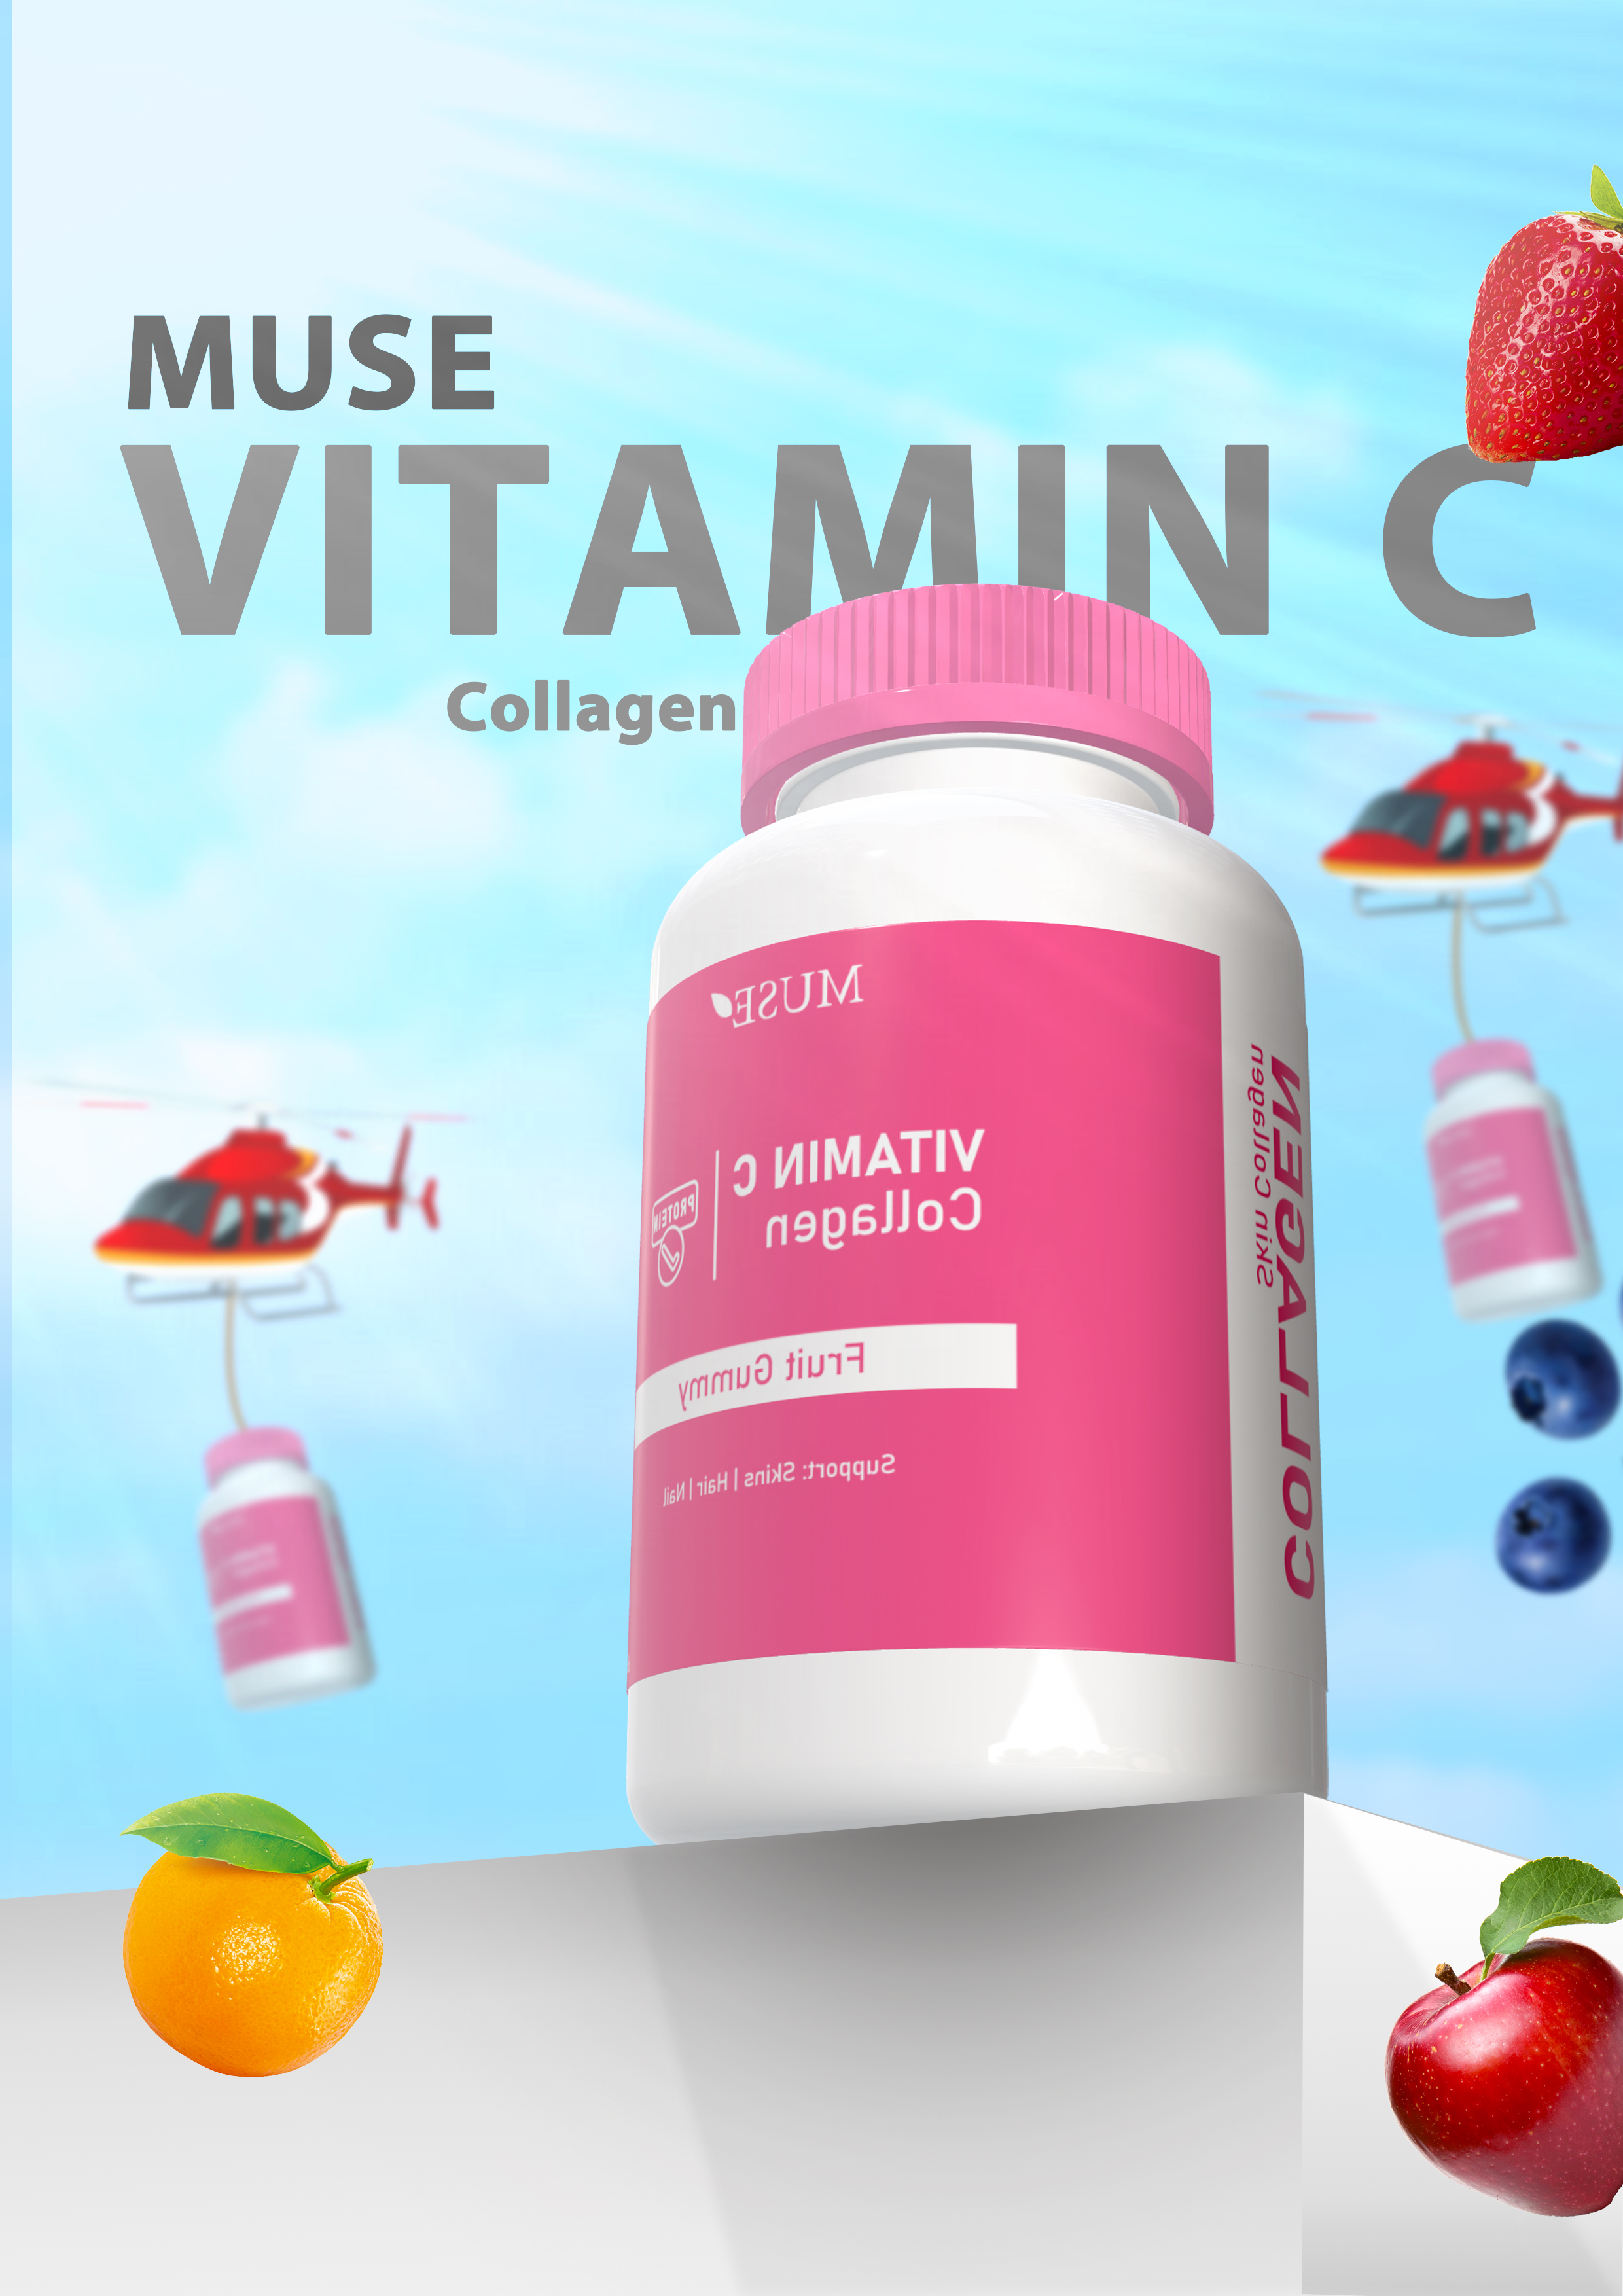 MUSE
VITAMIN C
Collagen
MUSE
VITAMIN C
Collagen
PROTEIN
Fruit Gummy
Support: Skins | Hair | Nail
Skin Collagen
COLLAGEN